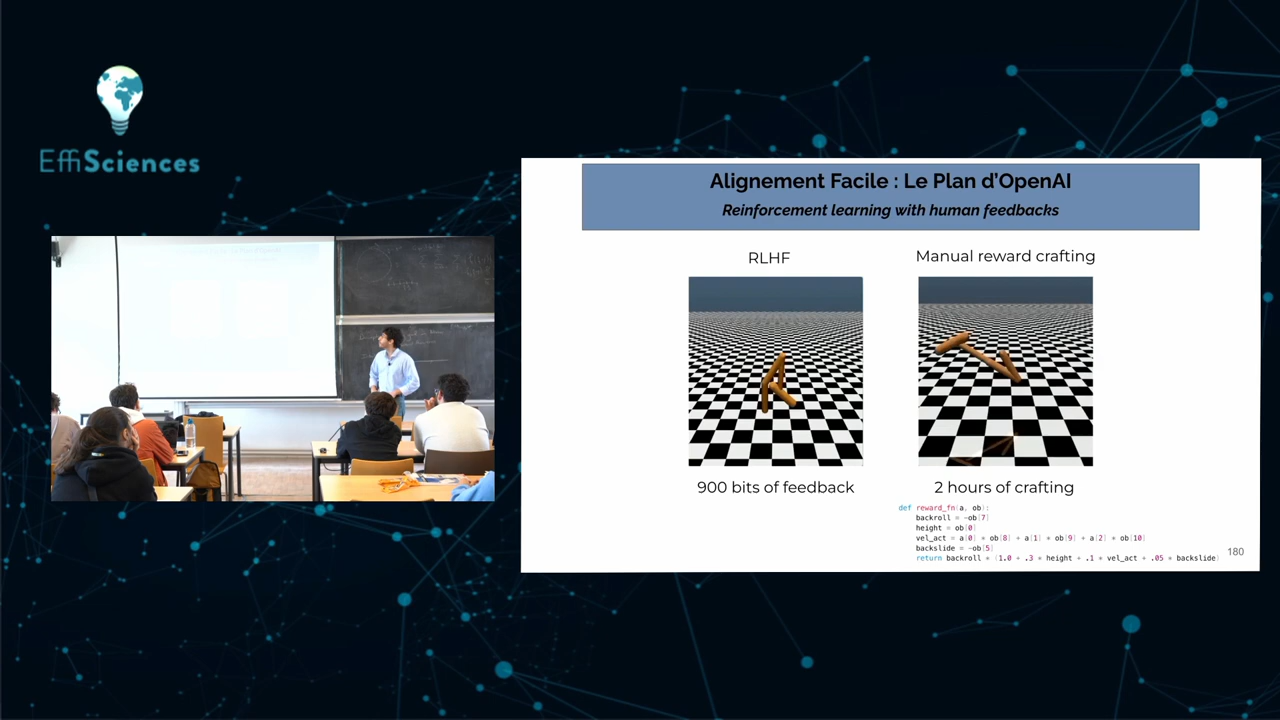 EffiSciences
Alignement Facile : Le Plan d'OpenAI
Reinforcement learning with human feedbacks
RLHF
Manual reward crafting
900 bits of feedback
2 hours of crafting
def reward_fn(a, ob):
backroll = -ob[7]
height = ob[0]
vel_act = a[0] * ob[8] + a[1] * ob[9] + a[2] * ob[10]
backslide = -ob[5]
return backroll * (1.0 + .3 * height + .1 * vel_act + .05 * backslide)
180